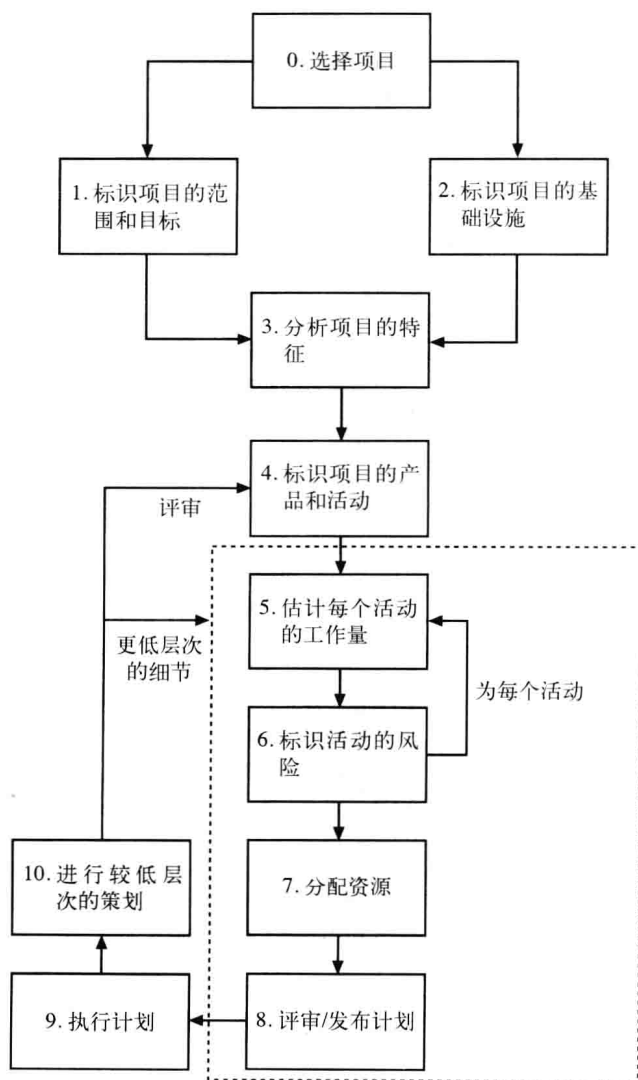 0. 选择项目
1. 标识项目的范
围和目标
2. 标识项目的基
础设施
3. 分析项目的特
征
4. 标识项目的产
品和活动
评审
5. 估计每个活动
的工作量
更低层次
的细节
为每个活动
6. 标识活动的风
险
10. 进行较低层
次的策划
7. 分配资源
9. 执行计划
8. 评审/发布计划